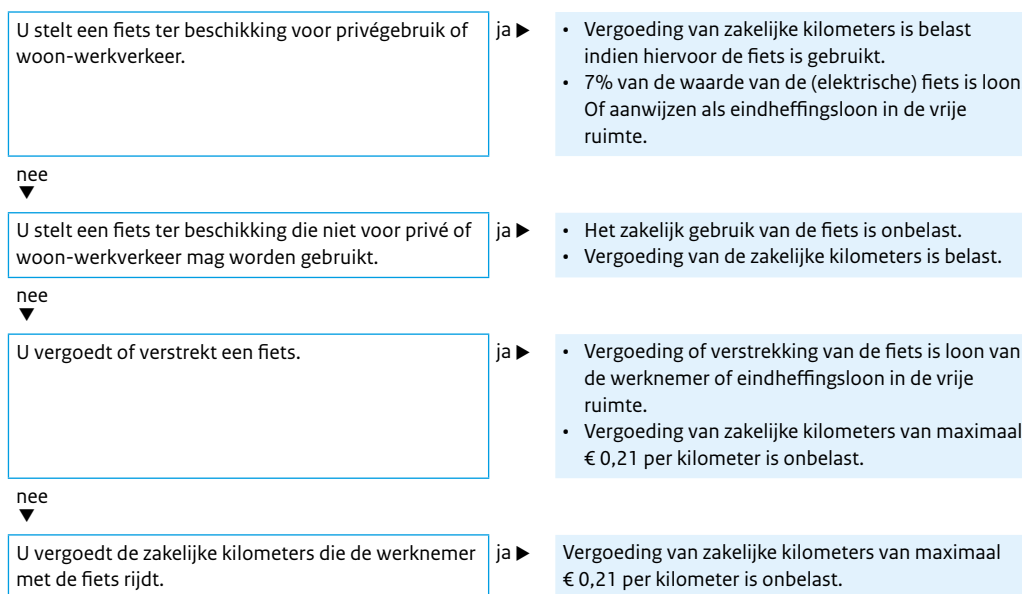 U stelt een fiets ter beschikking voor privégebruik of
woon-werkverkeer.
ja ▶
• Vergoeding van zakelijke kilometers is belast
indien hiervoor de fiets is gebruikt.
• 7% van de waarde van de (elektrische) fiets is loon
Of aanwijzen als eindheffingsloon in de vrije
ruimte.
nee
▼
U stelt een fiets ter beschikking die niet voor privé of
woon-werkverkeer mag worden gebruikt.
ja ▶
• Het zakelijk gebruik van de fiets is onbelast.
• Vergoeding van de zakelijke kilometers is belast.
nee
▼
U vergoedt of verstrekt een fiets.
ja ▶
• Vergoeding of verstrekking van de fiets is loon van
de werknemer of eindheffingsloon in de vrije
ruimte.
• Vergoeding van zakelijke kilometers van maximaal
€ 0,21 per kilometer is onbelast.
nee
▼
U vergoedt de zakelijke kilometers die de werknemer
met de fiets rijdt.
ja ▶
Vergoeding van zakelijke kilometers van maximaal
€ 0,21 per kilometer is onbelast.